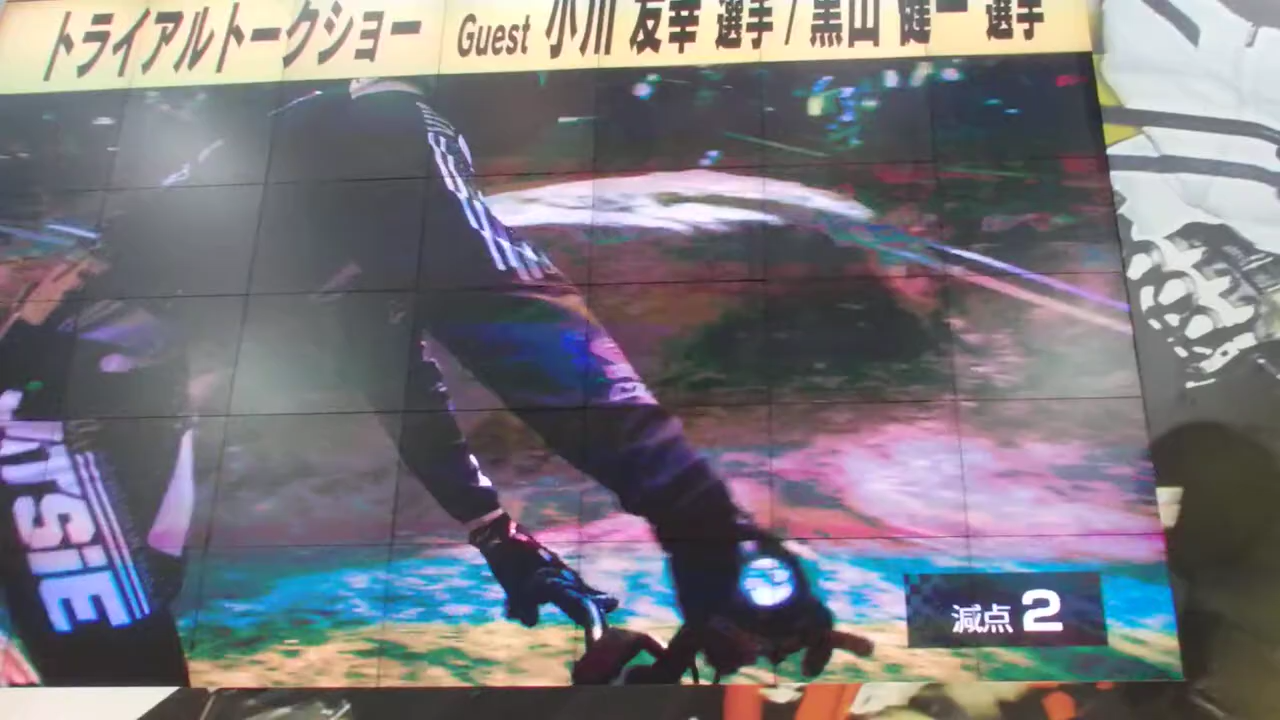 トライアルトークショー Guest 小川 友幸 選手 / 黒山 健一 選手
減点 2